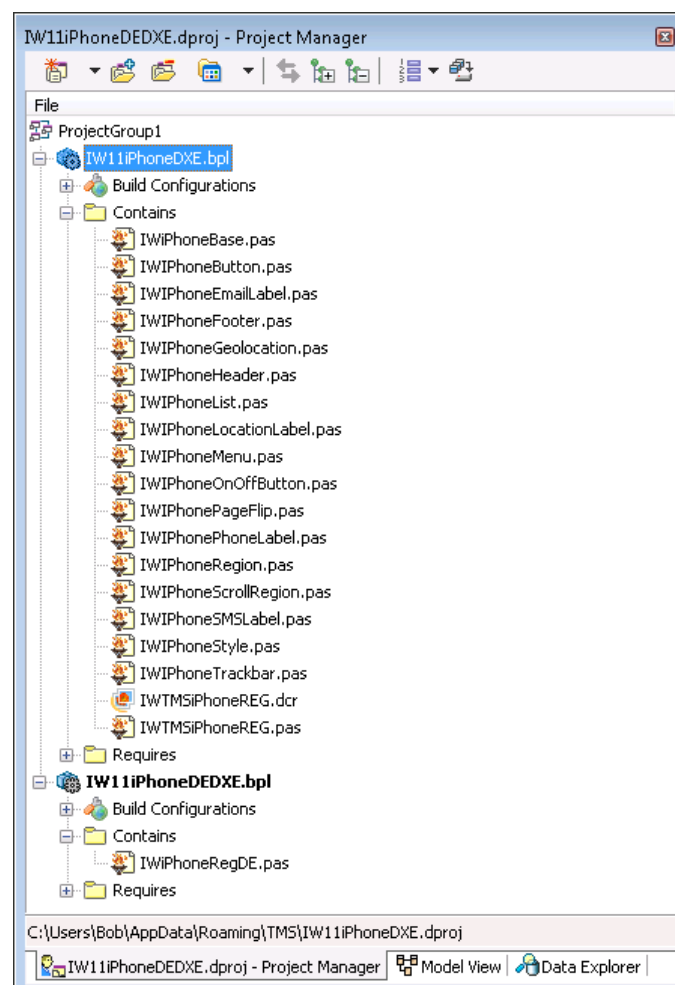 IW11iPhoneDEDXE.dproj - Project Manager
File
ProjectGroup1
IW11iPhoneDXE.bpl
Build Configurations
Contains
IWiPhoneBase.pas
IWIPhoneButton.pas
IWIPhoneEmailLabel.pas
IWIPhoneFooter.pas
IWIPhoneGeolocation.pas
IWIPhoneHeader.pas
IWIPhoneList.pas
IWIPhoneLocationLabel.pas
IWIPhoneMenu.pas
IWIPhoneOnOffButton.pas
IWIPhonePageFlip.pas
IWIPhonePhoneLabel.pas
IWIPhoneRegion.pas
IWIPhoneScrollRegion.pas
IWIPhoneSMSLabel.pas
IWIPhoneStyle.pas
IWIPhoneTrackbar.pas
IWTMSiPhoneREG.dcr
IWTMSiPhoneREG.pas
Requires
IW11iPhoneDEDXE.bpl
Build Configurations
Contains
IWiPhoneRegDE.pas
Requires
C:\Users\Bob\AppData\Roaming\TMS\IW11iPhoneDXE.dproj
IW11iPhoneDEDXE.dproj - Project Manager Model View Data Explorer